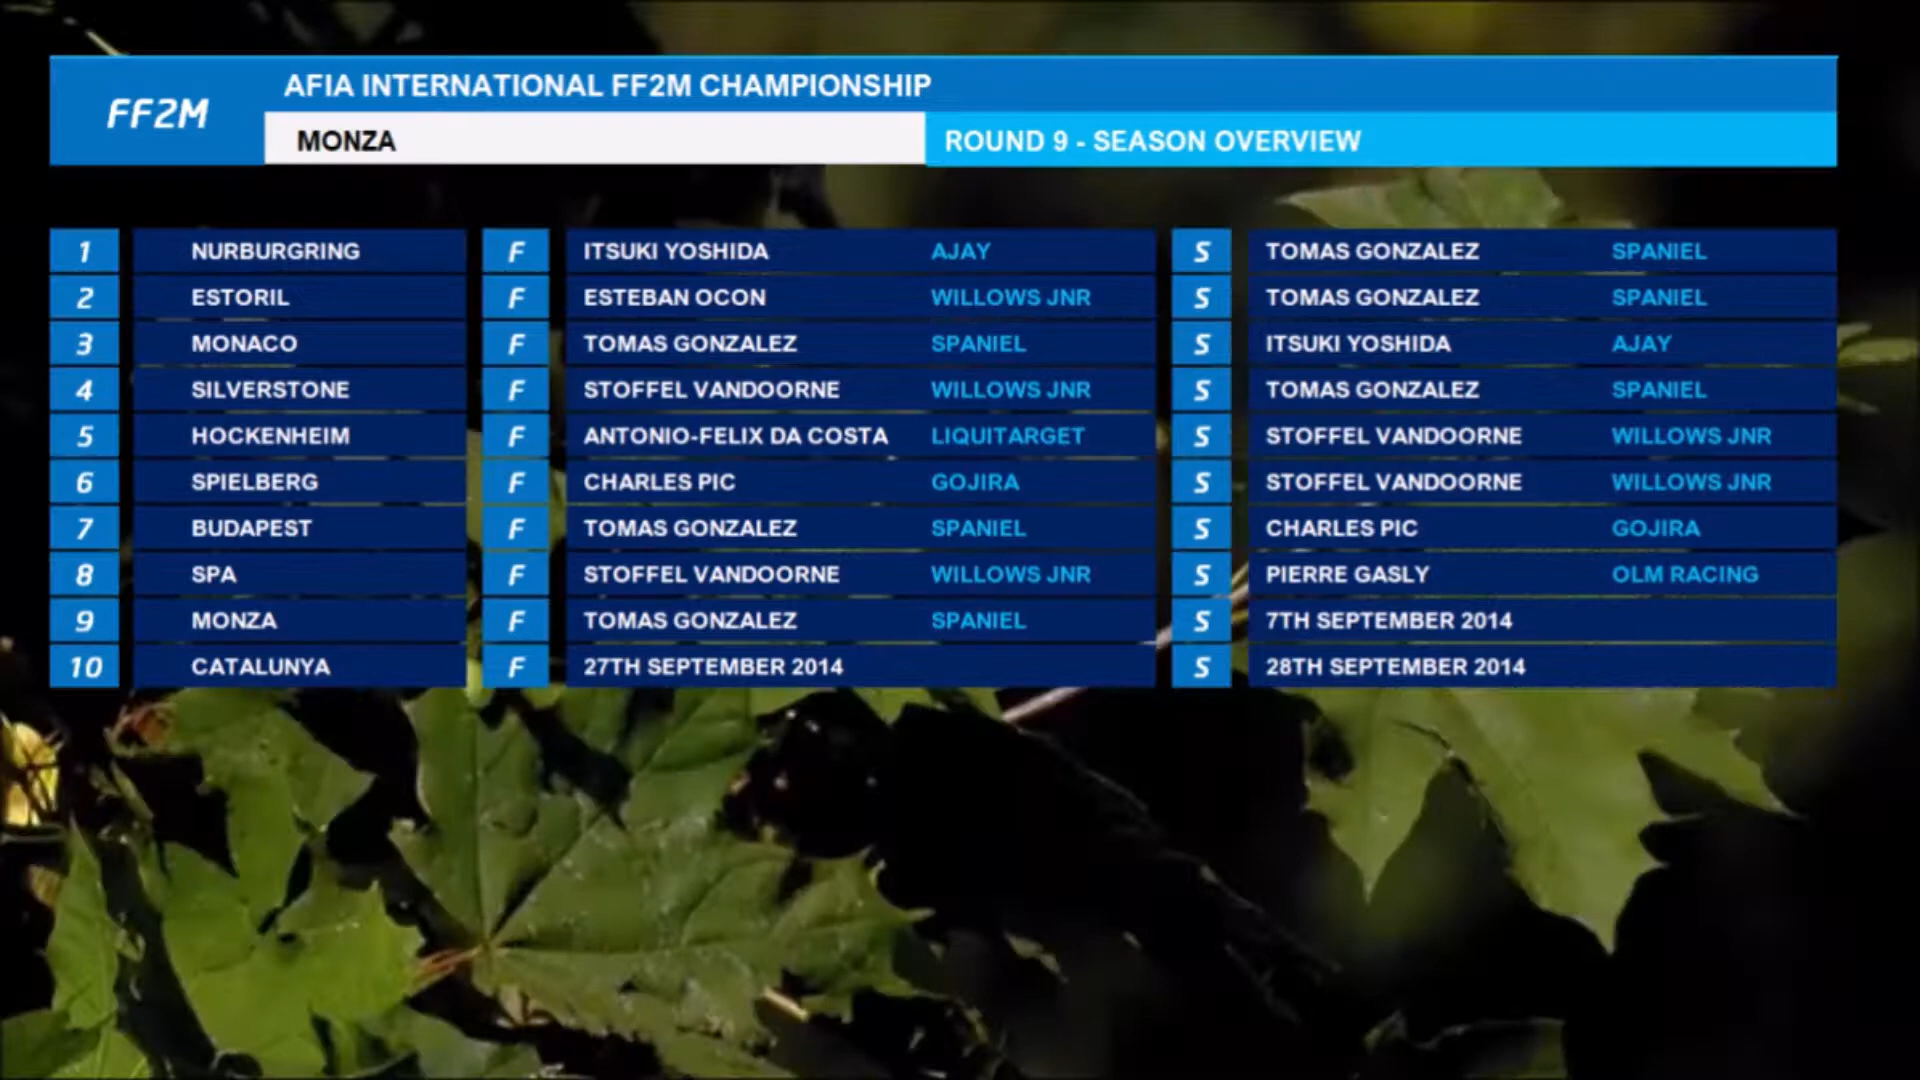 FF2M
AFIA INTERNATIONAL FF2M CHAMPIONSHIP
MONZA ROUND 9 - SEASON OVERVIEW
1 NURBURGRING F ITSUKI YOSHIDA AJAY S TOMAS GONZALEZ SPANIEL
2 ESTORIL F ESTEBAN OCON WILLOWS JNR S TOMAS GONZALEZ SPANIEL
3 MONACO F TOMAS GONZALEZ SPANIEL S ITSUKI YOSHIDA AJAY
4 SILVERSTONE F STOFFEL VANDOORNE WILLOWS JNR S TOMAS GONZALEZ SPANIEL
5 HOCKENHEIM F ANTONIO-FELIX DA COSTA LIQUITARGET S STOFFEL VANDOORNE WILLOWS JNR
6 SPIELBERG F CHARLES PIC GOJIRA S STOFFEL VANDOORNE WILLOWS JNR
7 BUDAPEST F TOMAS GONZALEZ SPANIEL S CHARLES PIC GOJIRA
8 SPA F STOFFEL VANDOORNE WILLOWS JNR S PIERRE GASLY OLM RACING
9 MONZA F TOMAS GONZALEZ SPANIEL S 7TH SEPTEMBER 2014
10 CATALUNYA F 27TH SEPTEMBER 2014 S 28TH SEPTEMBER 2014